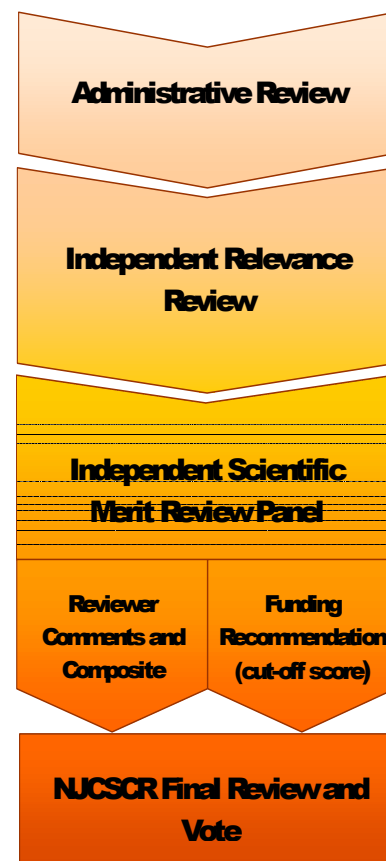 Administrative Review
Independent Relevance
Review
Independent Scientific
Merit Review Panel
Reviewer
Comments and
Composite
Funding
Recommendation
(cut-off score)
NJCSCR Final Review and
Vote